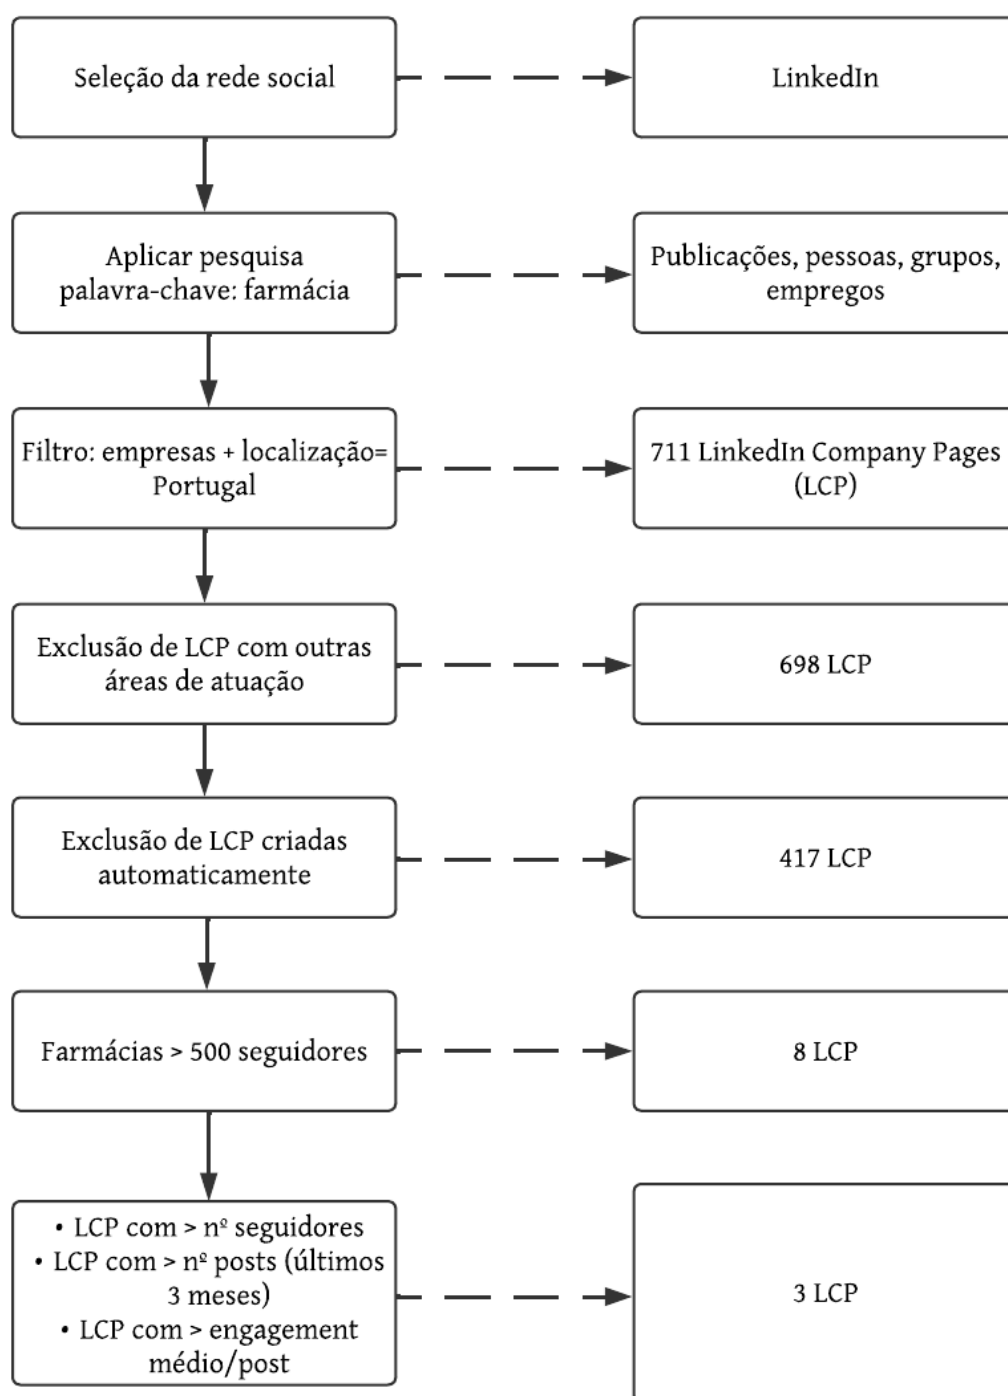 Seleção da rede social
LinkedIn
Aplicar pesquisa
palavra-chave: farmácia
Publicações, pessoas, grupos,
empregos
Filtro: empresas + localização=
Portugal
711 LinkedIn Company Pages
(LCP)
Exclusão de LCP com outras
áreas de atuação
698 LCP
Exclusão de LCP criadas
automaticamente
417 LCP
Farmácias > 500 seguidores
8 LCP
• LCP com > nº seguidores
• LCP com > nº posts (últimos
3 meses)
• LCP com > engagement
médio/post
3 LCP